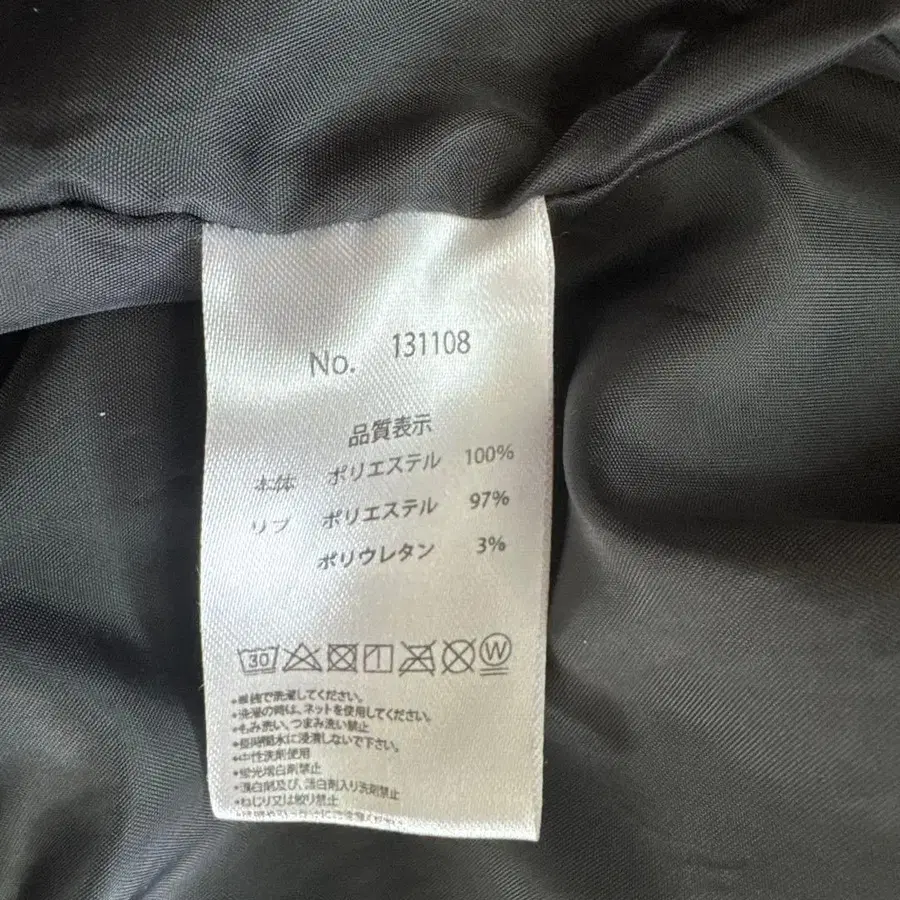 No. 131108
品質表示
本体 ポリエステル 100%
リブ ポリエステル 97%
ポリウレタン 3%
30 W
•単独で洗濯してください。
•洗濯の時は、ネットを使用してください。
•もみ洗い、つまみ洗い禁止
•長時間水に浸漬しないで下さい。
•中性洗剤使用
•蛍光増白剤禁止
•漂白剤及び、漂白剤入り洗剤禁止
•ねじり又は絞り禁止